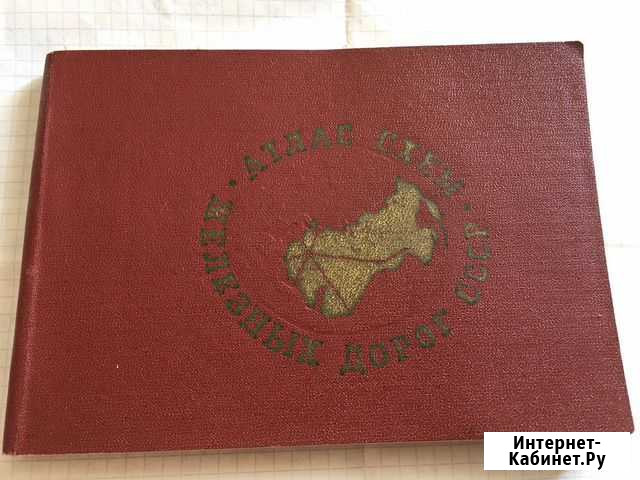 АТЛАС СХЕМ
ЖЕЛЕЗНЫХ ДОРОГ СССР
Интернет-
Кабинет.Ру